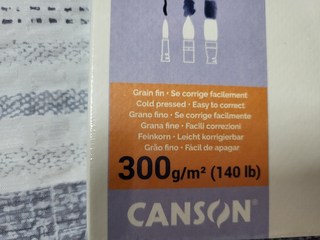 Grain fin • Se corrige facilement
Cold pressed • Easy to correct
Grano fino • Se corrige facilmente
Grana fine • Facili correzioni
Feinkorn • Leicht korrigierbar
Grão fino • Fácil de apagar
300g/m² (140 lb)
CANSON®